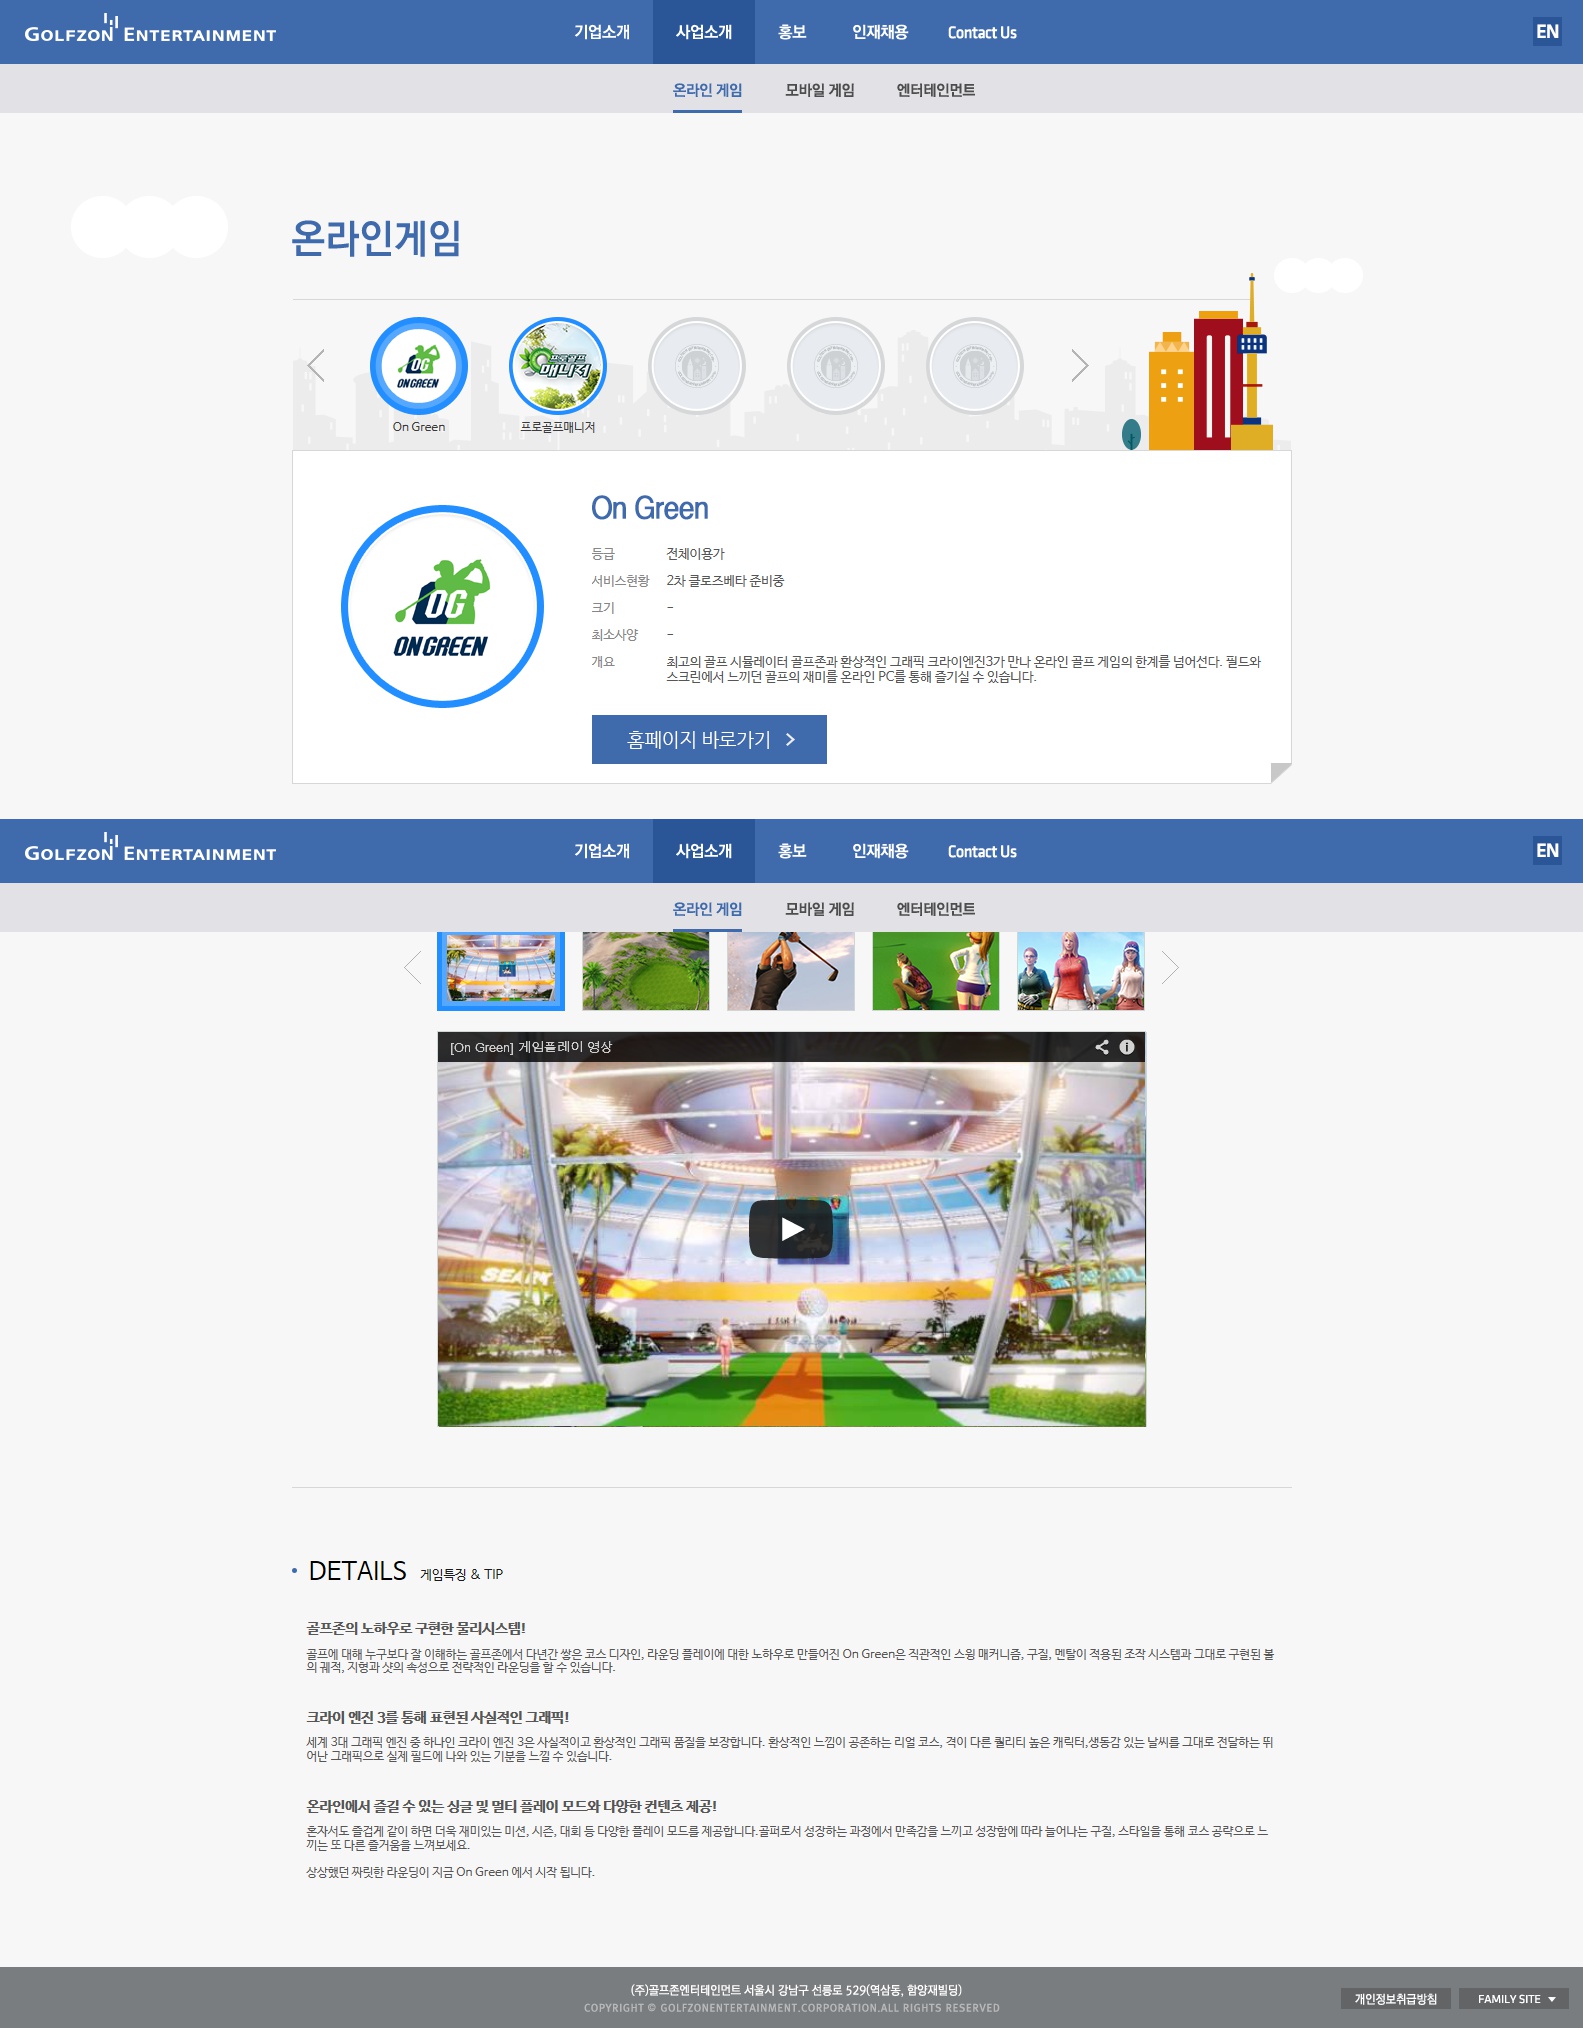 GOLFZON ENTERTAINMENT
기업소개 사업소개 홍보 인재채용 Contact Us EN
온라인 게임 모바일 게임 엔터테인먼트
온라인게임
OG
ON GREEN
프로골프
매니저
On Green 프로골프매니저
On Green
OG
ON GREEN
등급 전체이용가
서비스현황 2차 클로즈베타 준비중
크기 -
최소사양 -
개요 최고의 골프 시뮬레이터 골프존과 환상적인 그래픽 크라이엔진3가 만나 온라인 골프 게임의 한계를 넘어선다. 필드와
스크린에서 느끼던 골프의 재미를 온라인 PC를 통해 즐기실 수 있습니다.
홈페이지 바로가기 >
GOLFZON ENTERTAINMENT
기업소개 사업소개 홍보 인재채용 Contact Us EN
온라인 게임 모바일 게임 엔터테인먼트
[On Green] 게임플레이 영상
DETAILS 게임특징 & TIP
골프존의 노하우로 구현한 물리시스템!
골프에 대해 누구보다 잘 이해하는 골프존에서 다년간 쌓은 코스 디자인, 라운딩 플레이에 대한 노하우로 만들어진 On Green은 직관적인 스윙 매커니즘, 구질, 멘탈이 적용된 조작 시스템과 그대로 구현된 볼
의 궤적, 지형과 샷의 속성으로 전략적인 라운딩을 할 수 있습니다.
크라이 엔진 3를 통해 표현된 사실적인 그래픽!
세계 3대 그래픽 엔진 중 하나인 크라이 엔진 3은 사실적이고 환상적인 그래픽 품질을 보장합니다. 환상적인 느낌이 공존하는 리얼 코스, 격이 다른 퀄리티 높은 캐릭터,생동감 있는 날씨를 그대로 전달하는 뛰
어난 그래픽으로 실제 필드에 나와 있는 기분을 느낄 수 있습니다.
온라인에서 즐길 수 있는 싱글 및 멀티 플레이 모드와 다양한 컨텐츠 제공!
혼자서도 즐겁게 같이 하면 더욱 재미있는 미션, 시즌, 대회 등 다양한 플레이 모드를 제공합니다.골퍼로서 성장하는 과정에서 만족감을 느끼고 성장함에 따라 늘어나는 구질, 스타일을 통해 코스 공략으로 느
끼는 또 다른 즐거움을 느껴보세요.
상상했던 짜릿한 라운딩이 지금 On Green 에서 시작 됩니다.
(주)골프존엔터테인먼트 서울시 강남구 선릉로 529(역삼동, 함양재빌딩)
COPYRIGHT © GOLFZONENTERTAINMENT.CORPORATION.ALL RIGHTS RESERVED
개인정보취급방침 FAMILY SITE